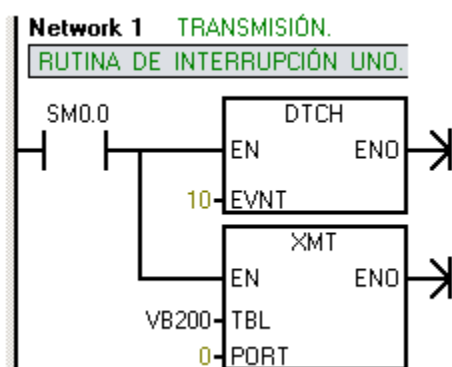 Network 1 TRANSMISIÓN.
RUTINA DE INTERRUPCIÓN UNO.
SM0.0
DTCH
EN ENO
10 EVNT
XMT
EN ENO
VB200 TBL
0 PORT